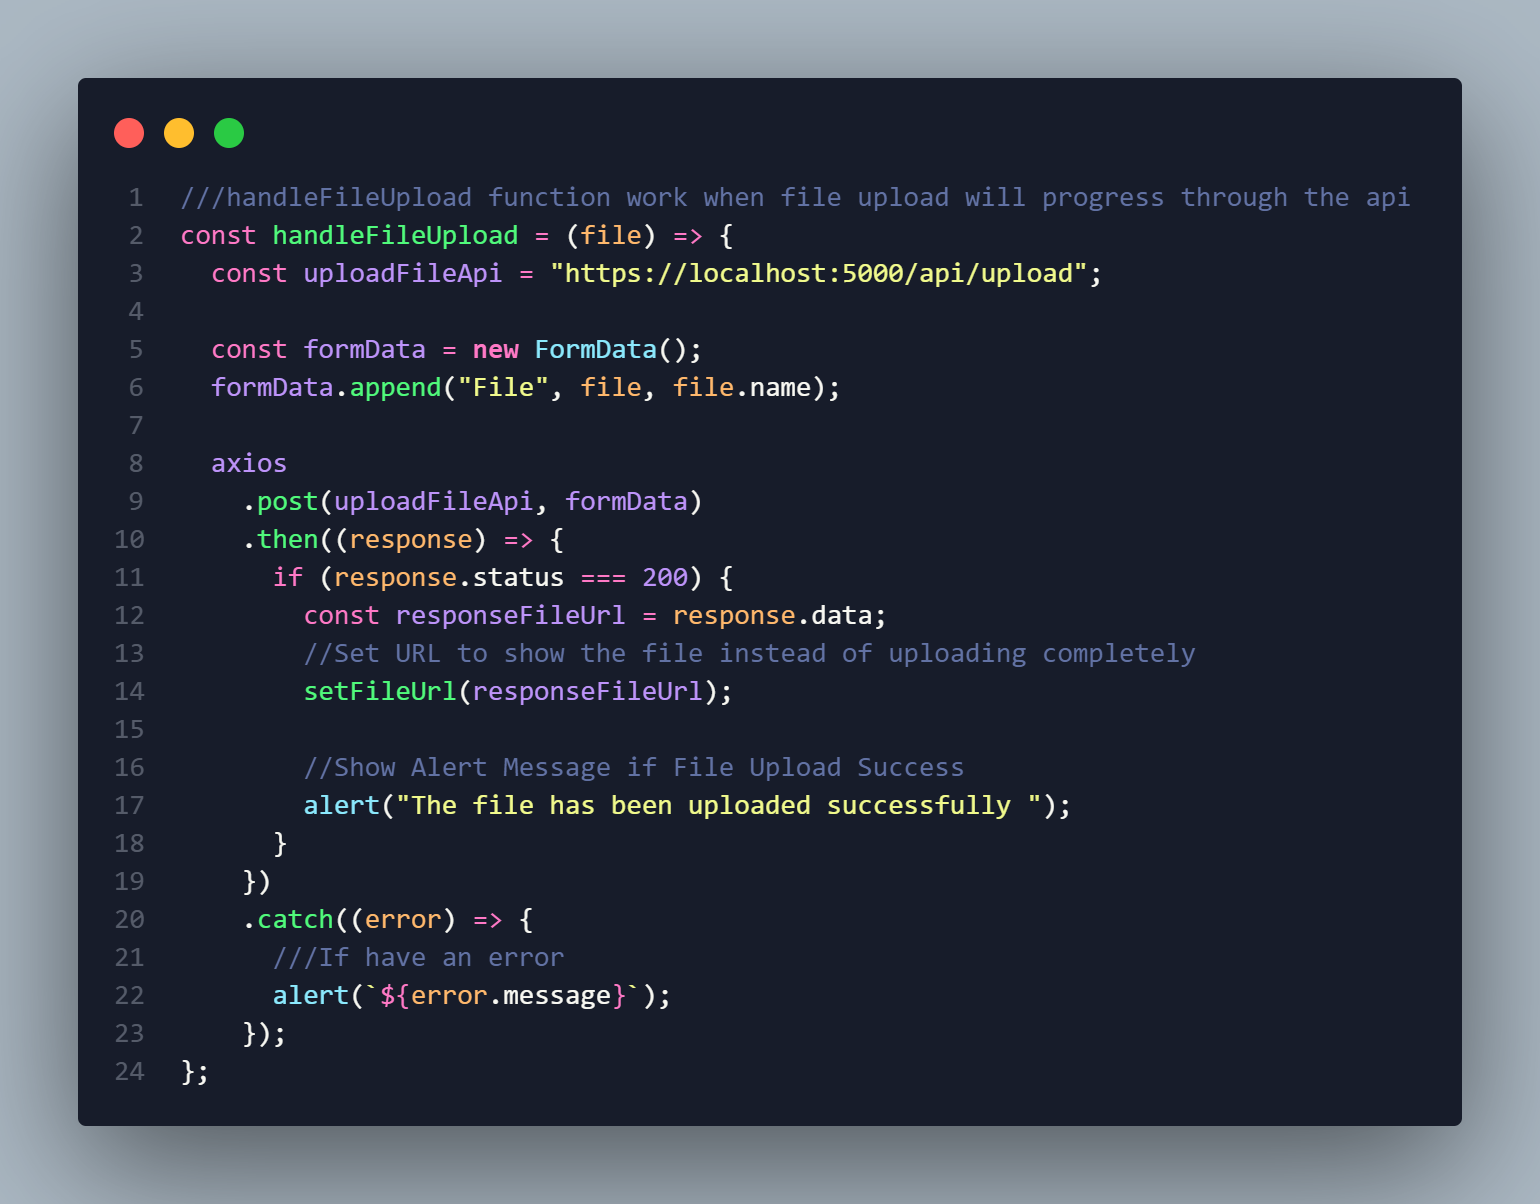 1 ///handleFileUpload function work when file upload will progress through the api
2 const handleFileUpload = (file) => {
3   const uploadFileApi = "https://localhost:5000/api/upload";
4
5   const formData = new FormData();
6   formData.append("File", file, file.name);
7
8   axios
9     .post(uploadFileApi, formData)
10     .then((response) => {
11       if (response.status === 200) {
12         const responseFileUrl = response.data;
13         //Set URL to show the file instead of uploading completely
14         setFileUrl(responseFileUrl);
15
16         //Show Alert Message if File Upload Success
17         alert("The file has been uploaded successfully ");
18       }
19     })
20     .catch((error) => {
21       ///If have an error
22       alert(`${error.message}`);
23     });
24 };